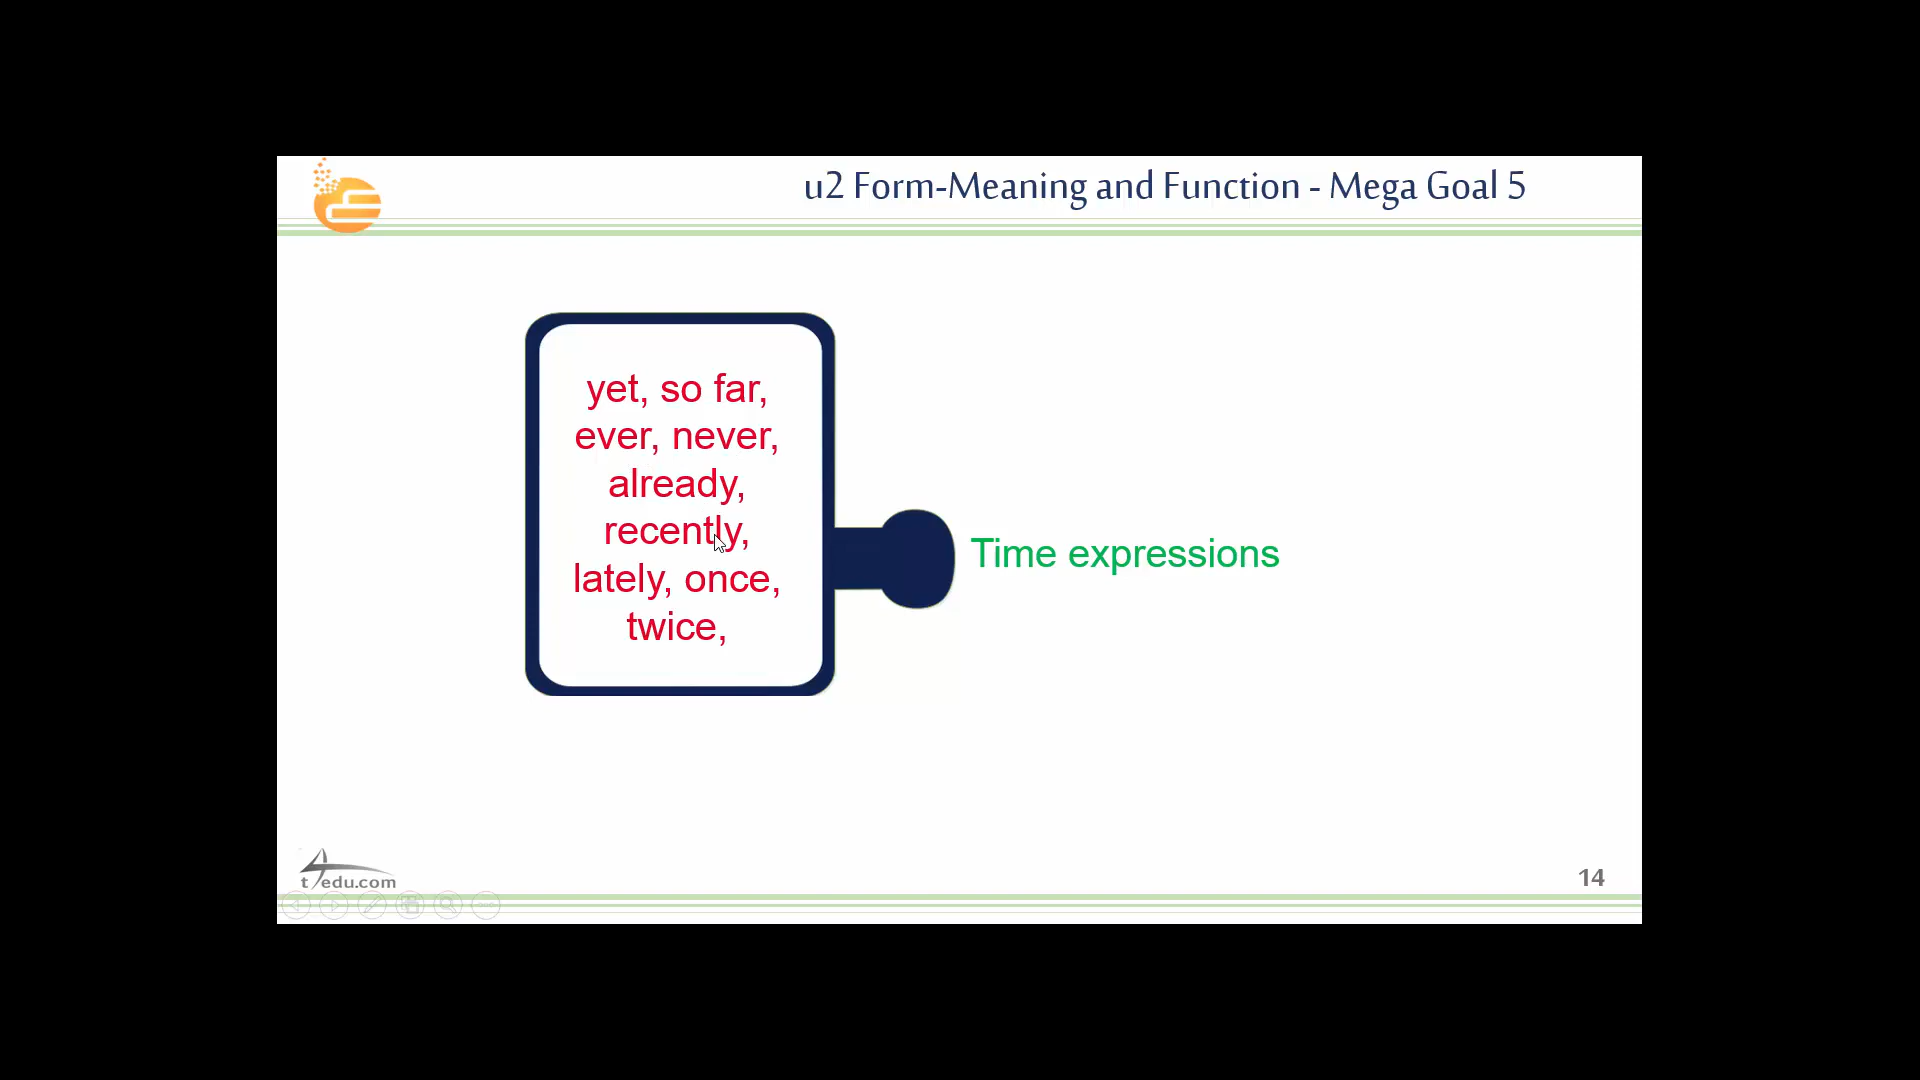 u2 Form-Meaning and Function - Mega Goal 5
yet, so far,
ever, never,
already,
recently,
lately, once,
twice,
Time expressions
t4edu.com
14